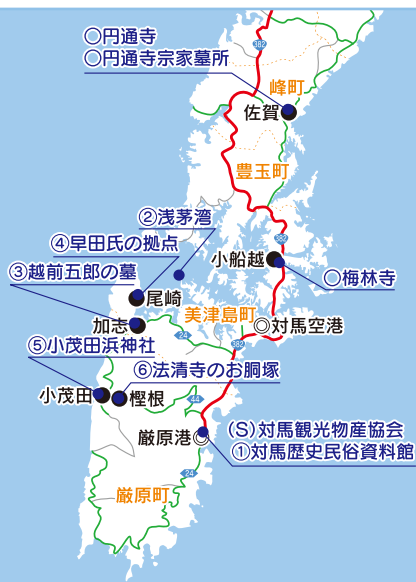 ○円通寺
○円通寺宗家墓所
382
峰町
佐賀
豊玉町
②浅茅湾
④早田氏の拠点
382
小船越
③越前五郎の墓
○梅林寺
尾崎
美津島町
加志
◎対馬空港
24
382
⑤小茂田浜神社
⑥法清寺のお胴塚
小茂田
樫根
44
(S)対馬観光物産協会
厳原港
①対馬歴史民俗資料館
24
厳原町